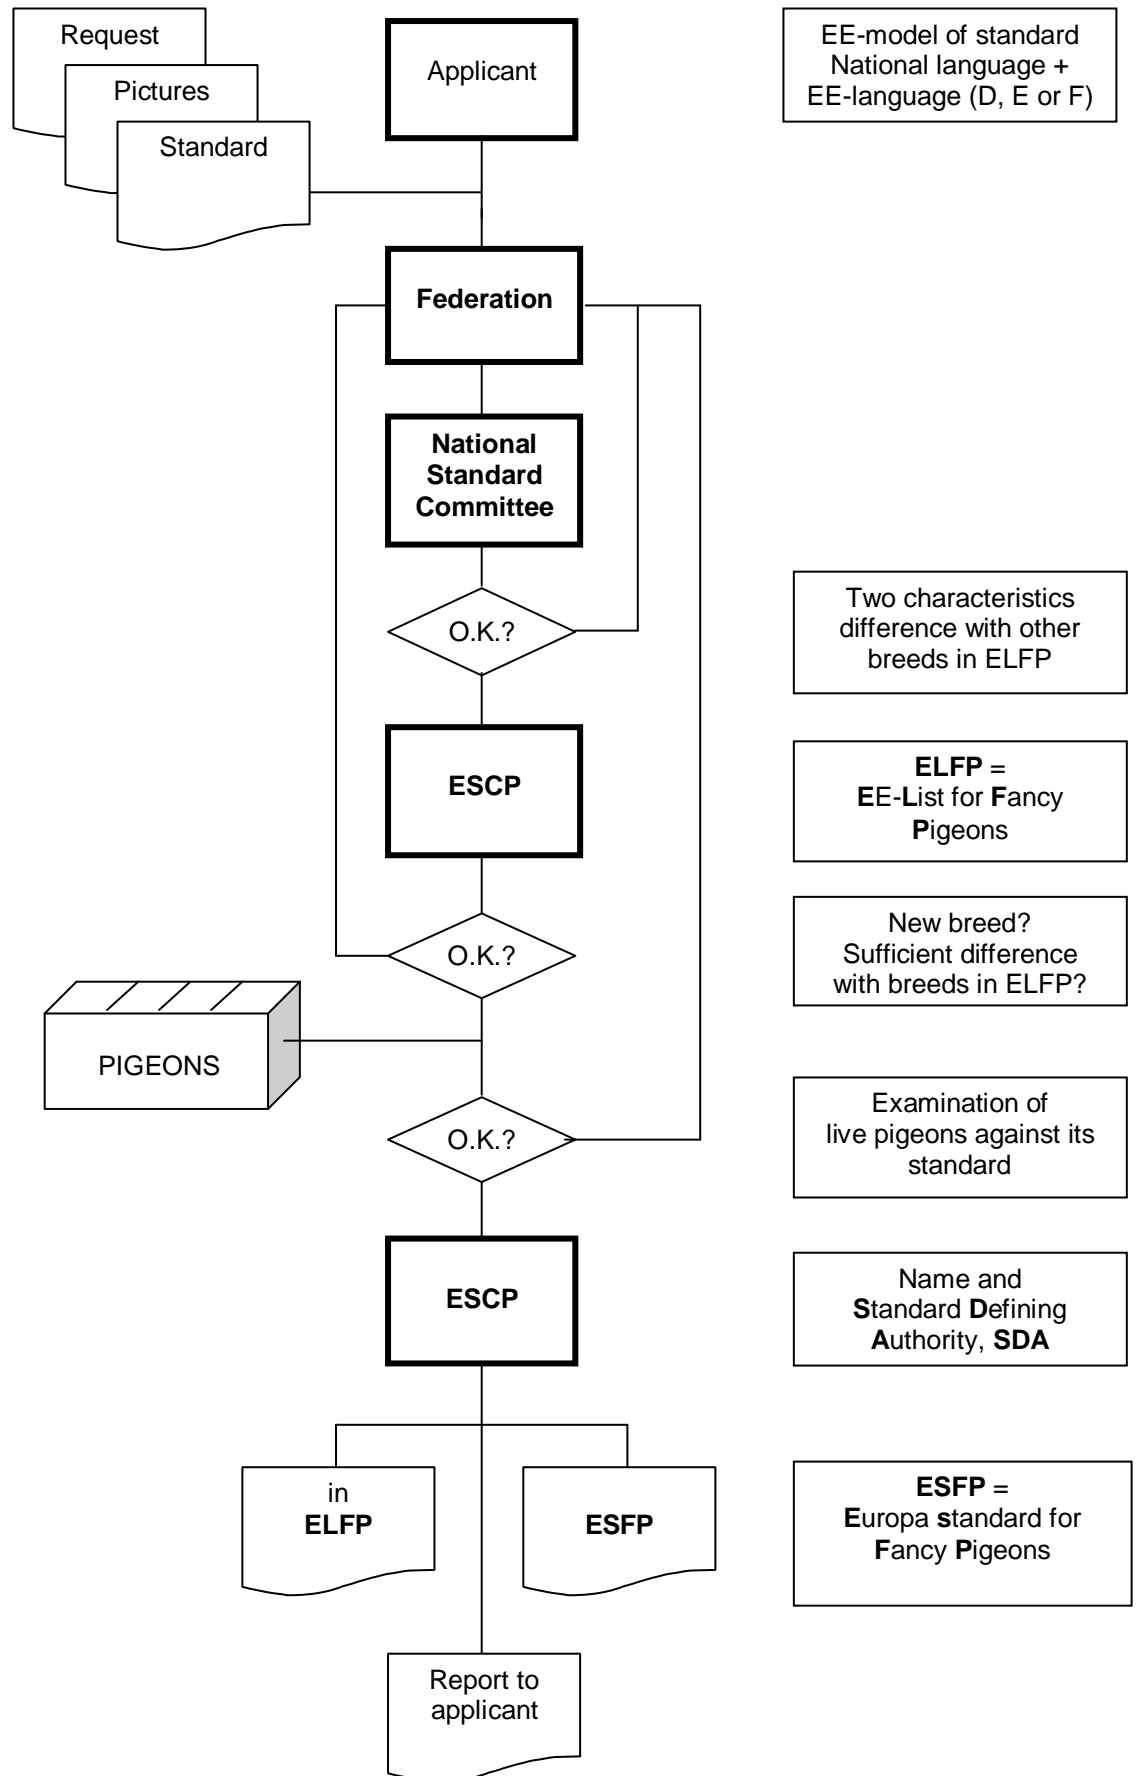 Request
Pictures
Standard
Applicant
EE-model of standard
National language +
EE-language (D, E or F)
Federation
National
Standard
Committee
O.K.?
Two characteristics
difference with other
breeds in ELFP
ESCP
ELFP =
EE-List for Fancy
Pigeons
O.K.?
New breed?
Sufficient difference
with breeds in ELFP?
PIGEONS
O.K.?
Examination of
live pigeons against its
standard
ESCP
Name and
Standard Defining
Authority, SDA
in
ELFP
ESFP
ESFP =
Europa standard for
Fancy Pigeons
Report to
applicant